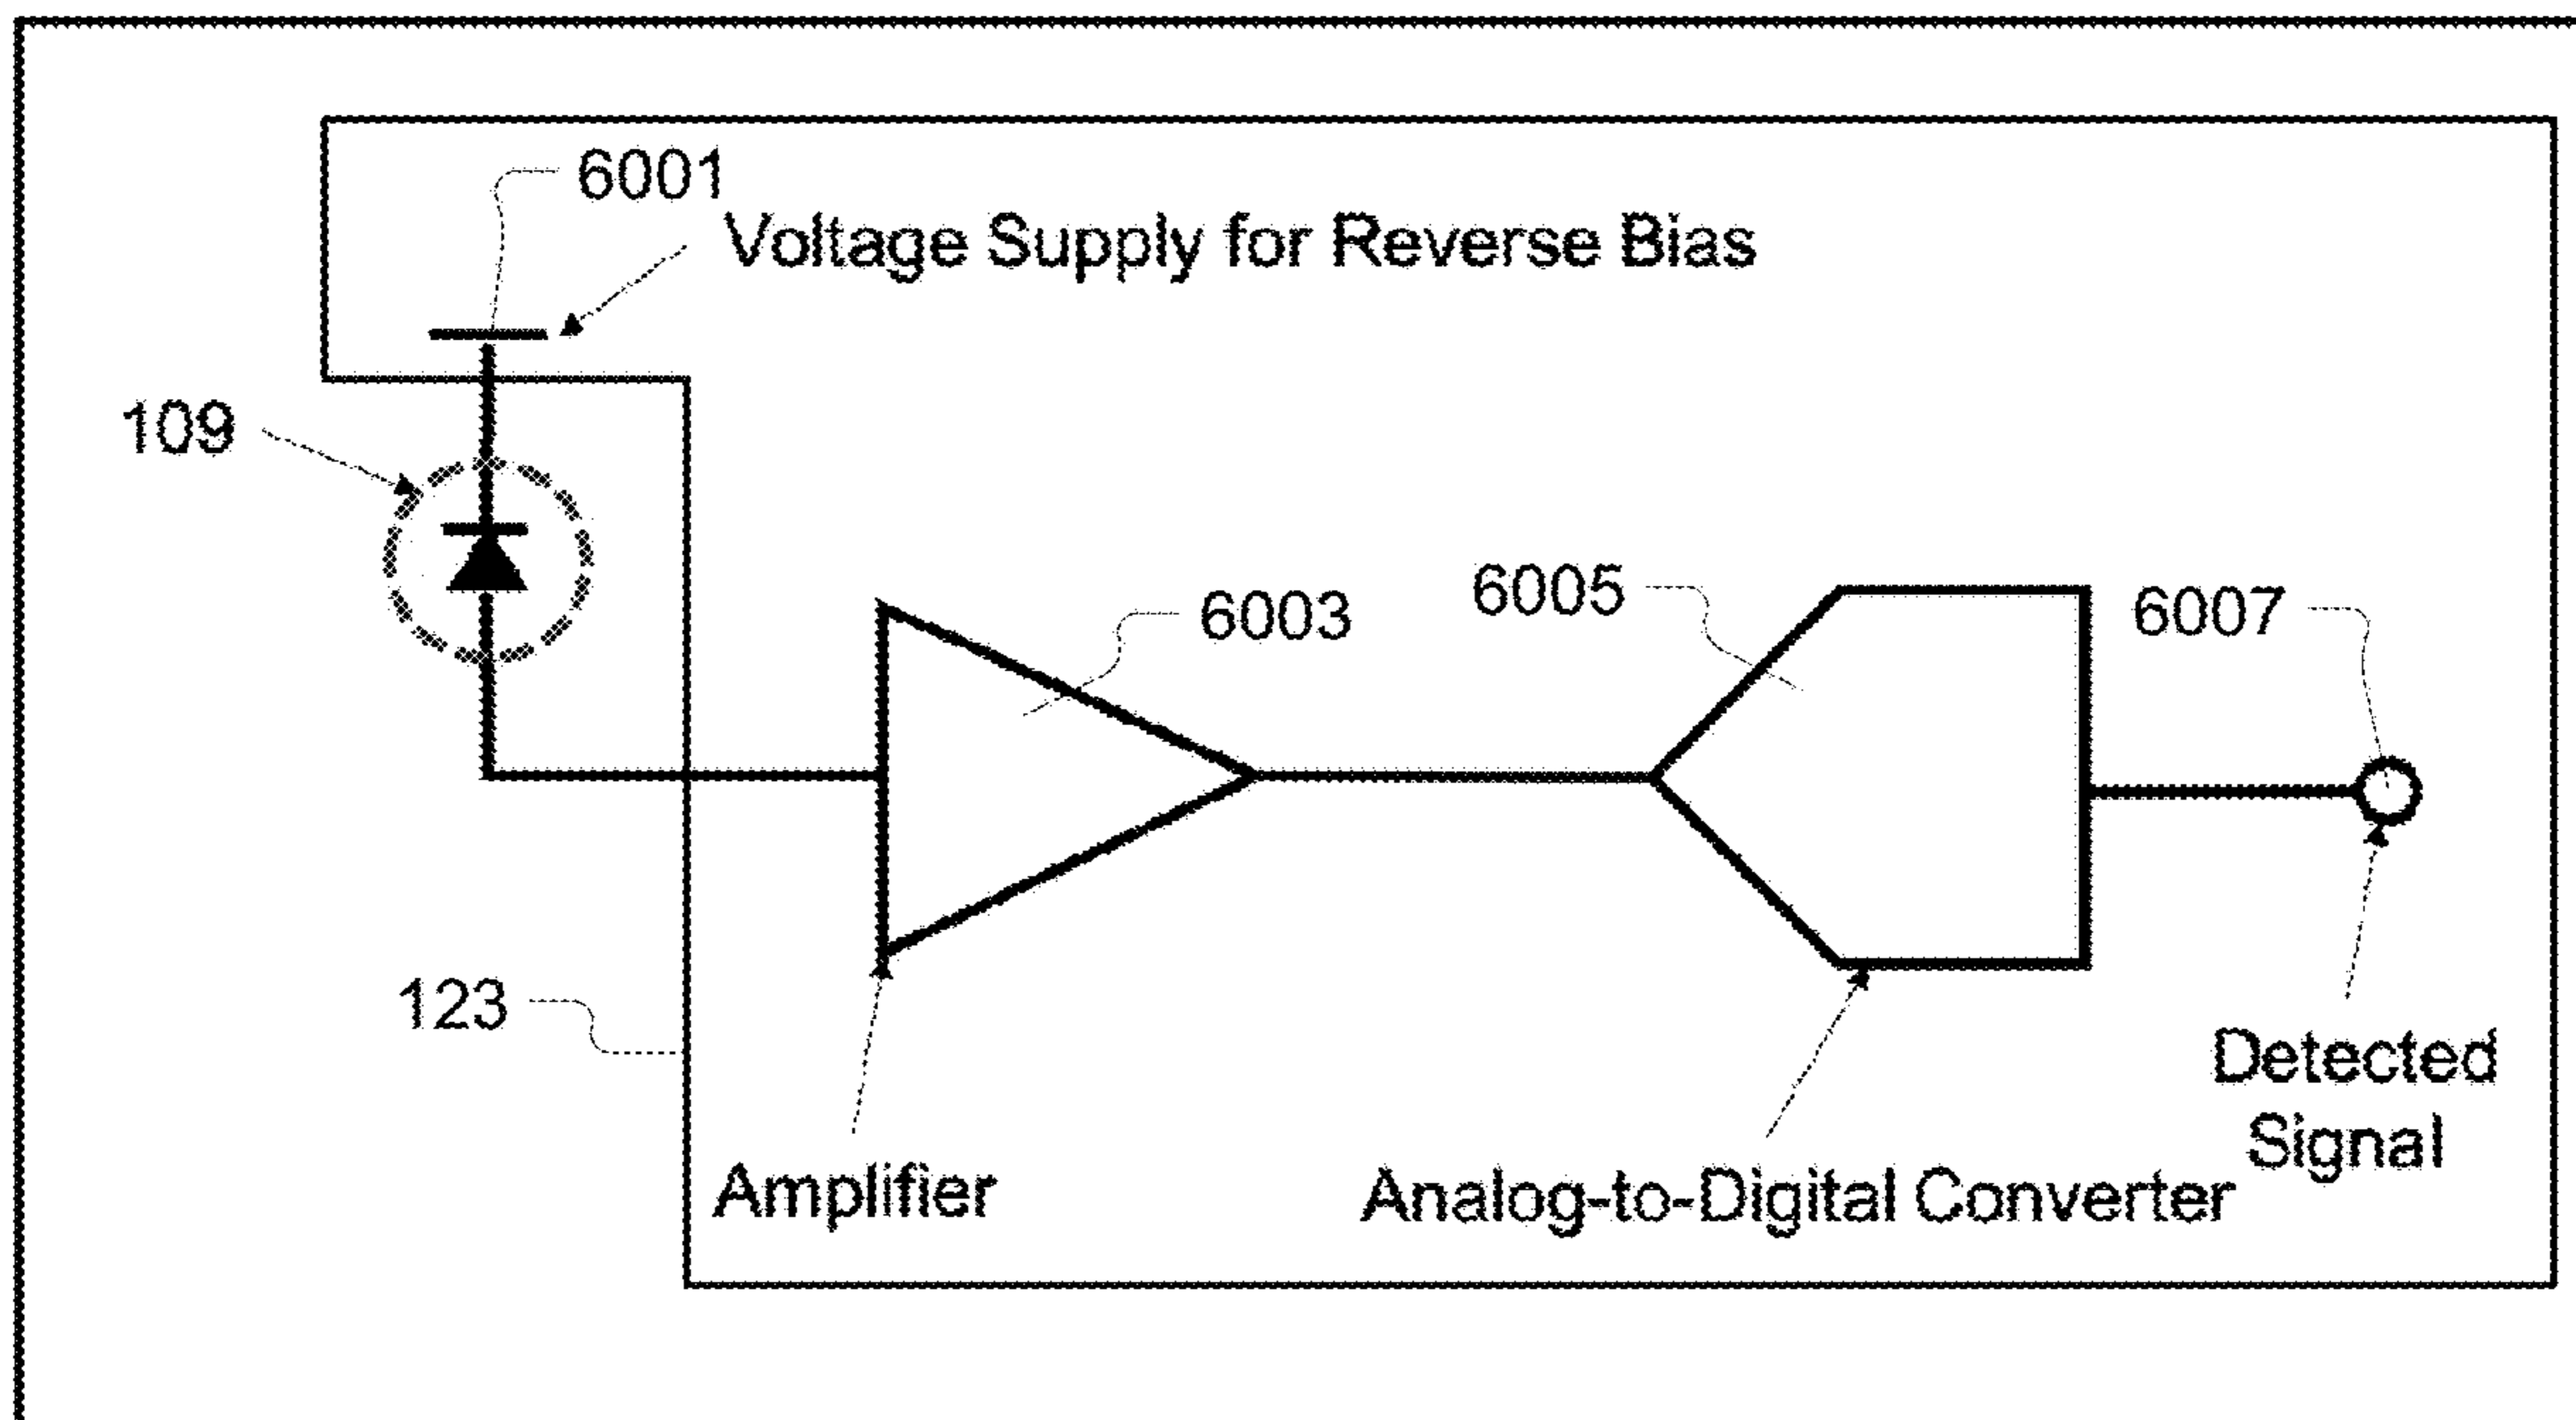 6001
Voltage Supply for Reverse Bias
109
6003
6005
6007
123
Amplifier
Analog-to-Digital Converter
Detected
Signal